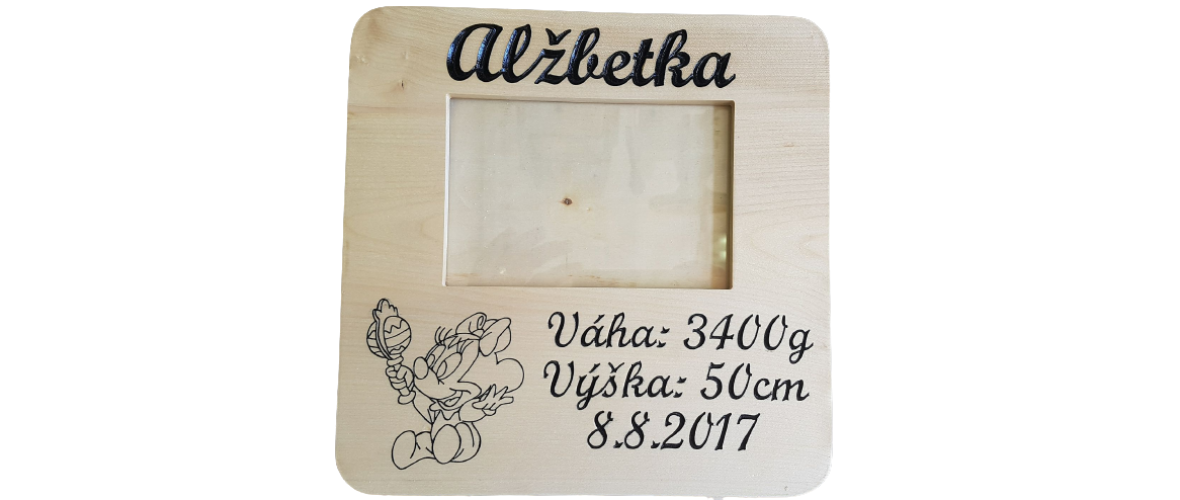 Alžbetka
Váha: 3400g
Výška: 50cm
8.8.2017